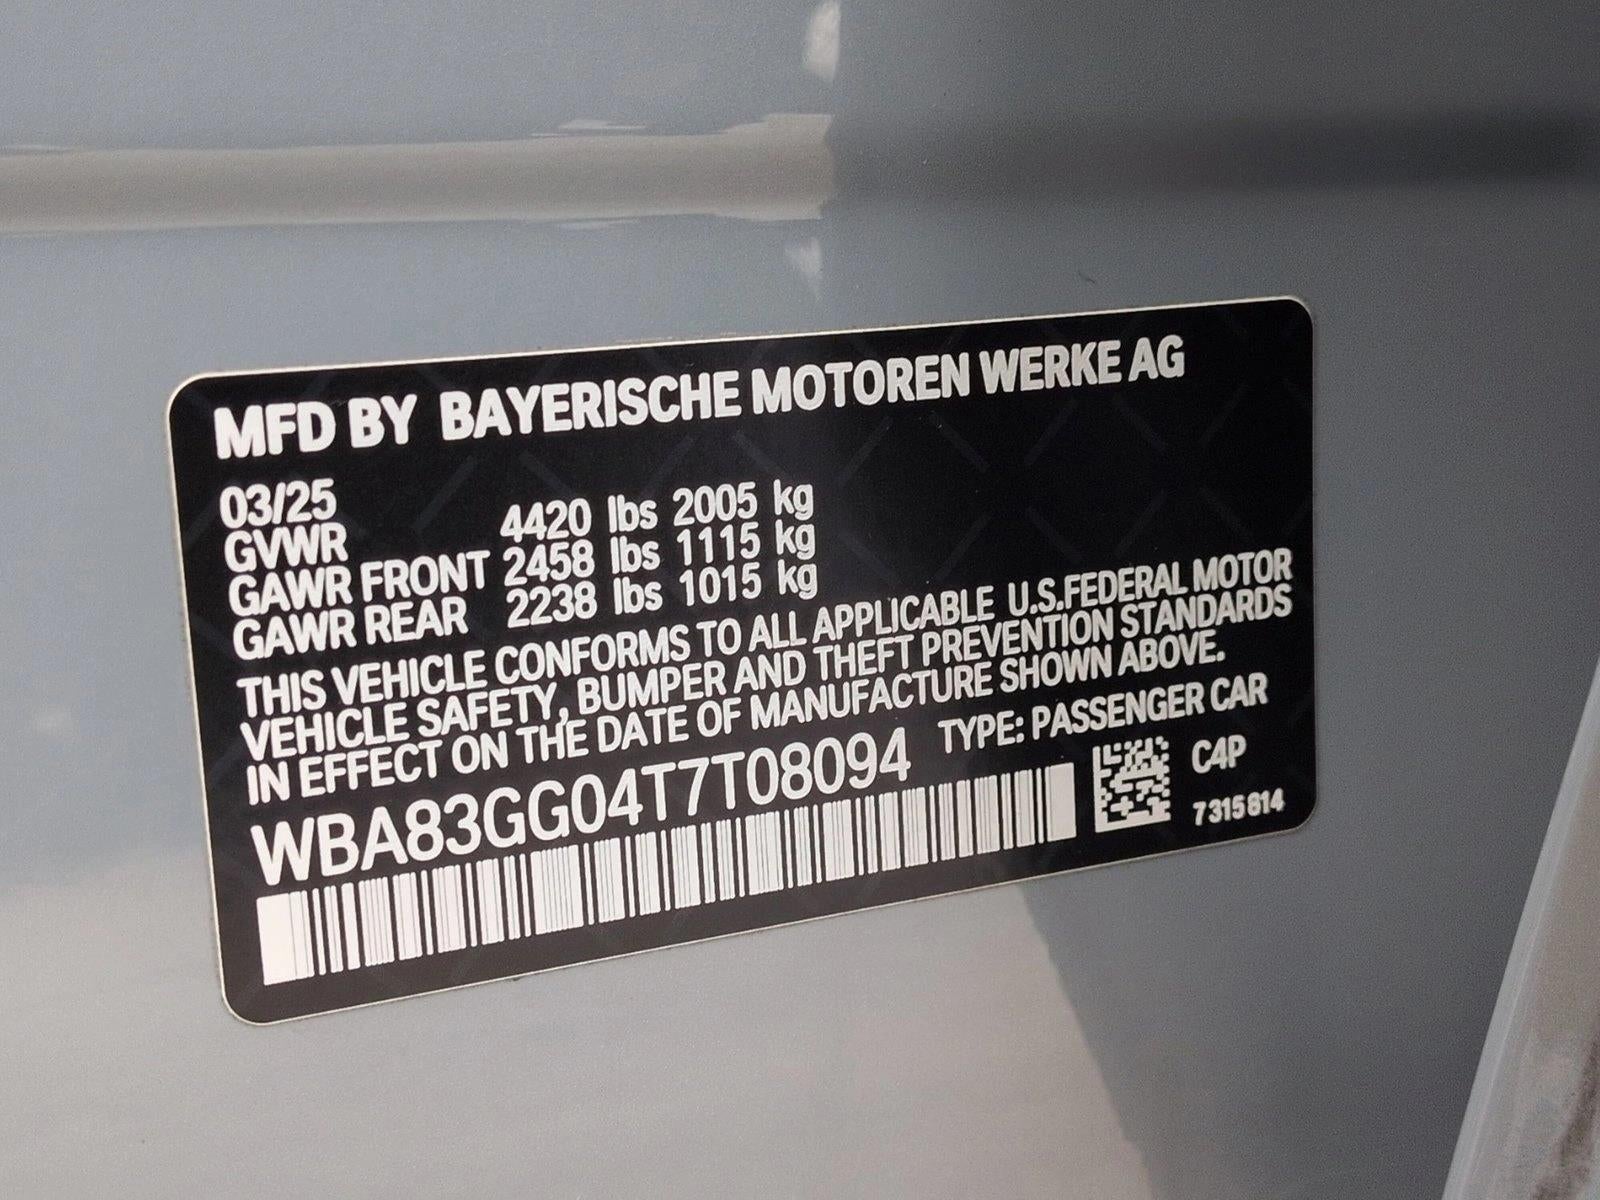 MFD BY BAYERISCHE MOTOREN WERKE AG
03/25
GVWR 4420 lbs 2005 kg
GAWR FRONT 2458 lbs 1115 kg
GAWR REAR 2238 lbs 1015 kg
THIS VEHICLE CONFORMS TO ALL APPLICABLE U.S.FEDERAL MOTOR
VEHICLE SAFETY, BUMPER AND THEFT PREVENTION STANDARDS
IN EFFECT ON THE DATE OF MANUFACTURE SHOWN ABOVE.
WBA83GG04T7T08094 TYPE: PASSENGER CAR
C4P
7315814